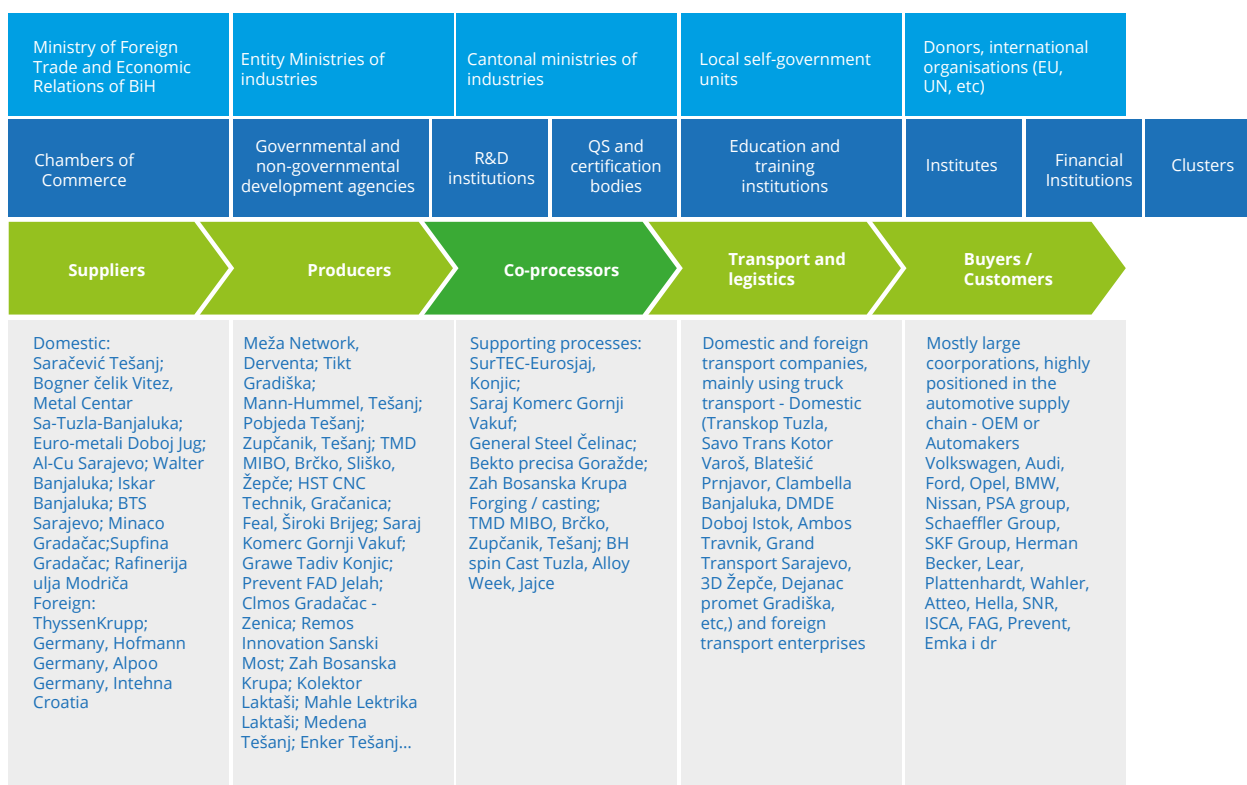 Ministry of Foreign
Trade and Economic
Relations of BiH
Entity Ministries of
industries
Cantonal ministries of
industries
Local self-government
units
Donors, international
organisations (EU,
UN, etc)
Chambers of
Commerce
Governmental and
non-governmental
development agencies
R&D
institutions
QS and
certification
bodies
Education and
training
institutions
Institutes
Financial
Institutions
Clusters
Suppliers
Producers
Co-processors
Transport and
legistics
Buyers /
Customers
Domestic:
Saračević Tešanj;
Bogner čelik Vitez,
Metal Centar
Sa-Tuzla-Banjaluka;
Euro-metali Doboj Jug;
Al-Cu Sarajevo; Walter
Banjaluka; Iskar
Banjaluka; BTS
Sarajevo; Minaco
Gradačac;Supfina
Gradačac; Rafinerija
ulja Modriča
Foreign:
ThyssenKrupp;
Germany, Hofmann
Germany, Alpoo
Germany, Intehna
Croatia
Meža Network,
Derventa; Tikt
Gradiška;
Mann-Hummel, Tešanj;
Pobjeda Tešanj;
Zupčanik, Tešanj; TMD
MIBO, Brčko, Sliško,
Žepče; HST CNC
Technik, Gračanica;
Feal, Široki Brijeg; Saraj
Komerc Gornji Vakuf;
Grawe Tadiv Konjic;
Prevent FAD Jelah;
Clmos Gradačac -
Zenica; Remos
Innovation Sanski
Most; Zah Bosanska
Krupa; Kolektor
Laktaši; Mahle Lektrika
Laktaši; Medena
Tešanj; Enker Tešanj...
Supporting processes:
SurTEC-Eurosjaj,
Konjic;
Saraj Komerc Gornji
Vakuf;
General Steel Čelinac;
Bekto precisa Goražde;
Zah Bosanska Krupa
Forging / casting;
TMD MIBO, Brčko,
Zupčanik, Tešanj; BH
spin Cast Tuzla, Alloy
Week, Jajce
Domestic and foreign
transport companies,
mainly using truck
transport - Domestic
(Transkop Tuzla,
Savo Trans Kotor
Varoš, Blatešić
Prnjavor, Clambella
Banjaluka, DMDE
Doboj Istok, Ambos
Travnik, Grand
Transport Sarajevo,
3D Žepče, Dejanac
promet Gradiška,
etc,) and foreign
transport enterprises
Mostly large
coorporations, highly
positioned in the
automotive supply
chain - OEM or
Automakers
Volkswagen, Audi,
Ford, Opel, BMW,
Nissan, PSA group,
Schaeffler Group,
SKF Group, Herman
Becker, Lear,
Plattenhardt, Wahler,
Atteo, Hella, SNR,
ISCA, FAG, Prevent,
Emka i dr